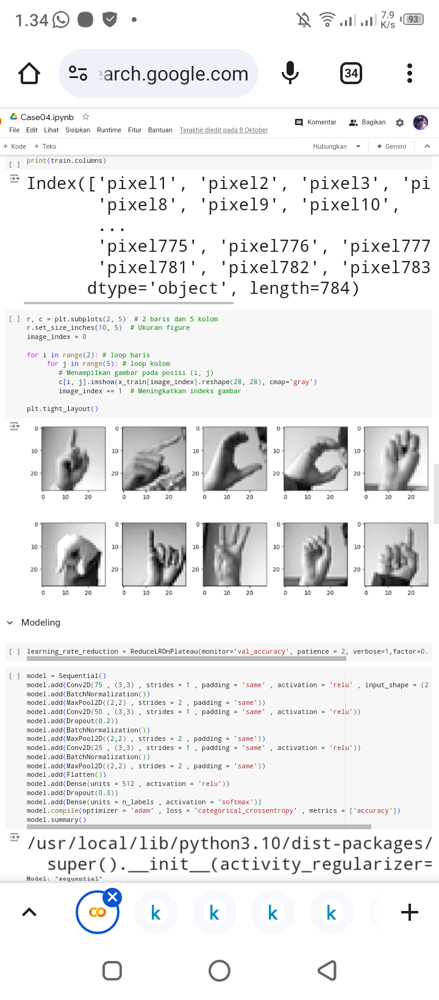 1.34
7.9
K/s
93
earch.google.com
34
Case04.ipynb
Komentar
Bagikan
File Edit Lihat Sisipkan Runtime Fitur Bantuan Terakhir diedit pada 8 Oktober
+ Kode + Teks
Hubungkan
Gemini
[ ] print(train.columns)
Index(['pixel1', 'pixel2', 'pixel3', 'pi
'pixel8', 'pixel9', 'pixel10',
...
'pixel775', 'pixel776', 'pixel777
'pixel781', 'pixel782', 'pixel783
dtype='object', length=784)
[ ] r, c = plt.subplots(2, 5) # 2 baris dan 5 kolom
r.set_size_inches(10, 5) # Ukuran figure
image_index = 0
for i in range(2): # loop baris
for j in range(5): # loop kolom
# Menampilkan gambar pada posisi (i, j)
c[i, j].imshow(x_train[image_index].reshape(28, 28), cmap='gray')
image_index += 1 # Meningkatkan indeks gambar
plt.tight_layout()
0 0 0 0 0
10 10 10 10 10
20 20 20 20 20
0 10 20 0 10 20 0 10 20 0 10 20 0 10 20
0 0 0 0 0
10 10 10 10 10
20 20 20 20 20
0 10 20 0 10 20 0 10 20 0 10 20 0 10 20
Modeling
[ ] learning_rate_reduction = ReduceLROnPlateau(monitor='val_accuracy', patience = 2, verbose=1,factor=0.
[ ] model = Sequential()
model.add(Conv2D(75 , (3,3) , strides = 1 , padding = 'same' , activation = 'relu' , input_shape = (2
model.add(BatchNormalization())
model.add(MaxPool2D((2,2) , strides = 2 , padding = 'same'))
model.add(Conv2D(50 , (3,3) , strides = 1 , padding = 'same' , activation = 'relu'))
model.add(Dropout(0.2))
model.add(BatchNormalization())
model.add(MaxPool2D((2,2) , strides = 2 , padding = 'same'))
model.add(Conv2D(25 , (3,3) , strides = 1 , padding = 'same' , activation = 'relu'))
model.add(BatchNormalization())
model.add(MaxPool2D((2,2) , strides = 2 , padding = 'same'))
model.add(Flatten())
model.add(Dense(units = 512 , activation = 'relu'))
model.add(Dropout(0.3))
model.add(Dense(units = n_labels , activation = 'softmax'))
model.compile(optimizer = 'adam' , loss = 'categorical_crossentropy' , metrics = ['accuracy'])
model.summary()
/usr/local/lib/python3.10/dist-packages/
super().__init__(activity_regularizer=
Model: "sequential"
k k k k